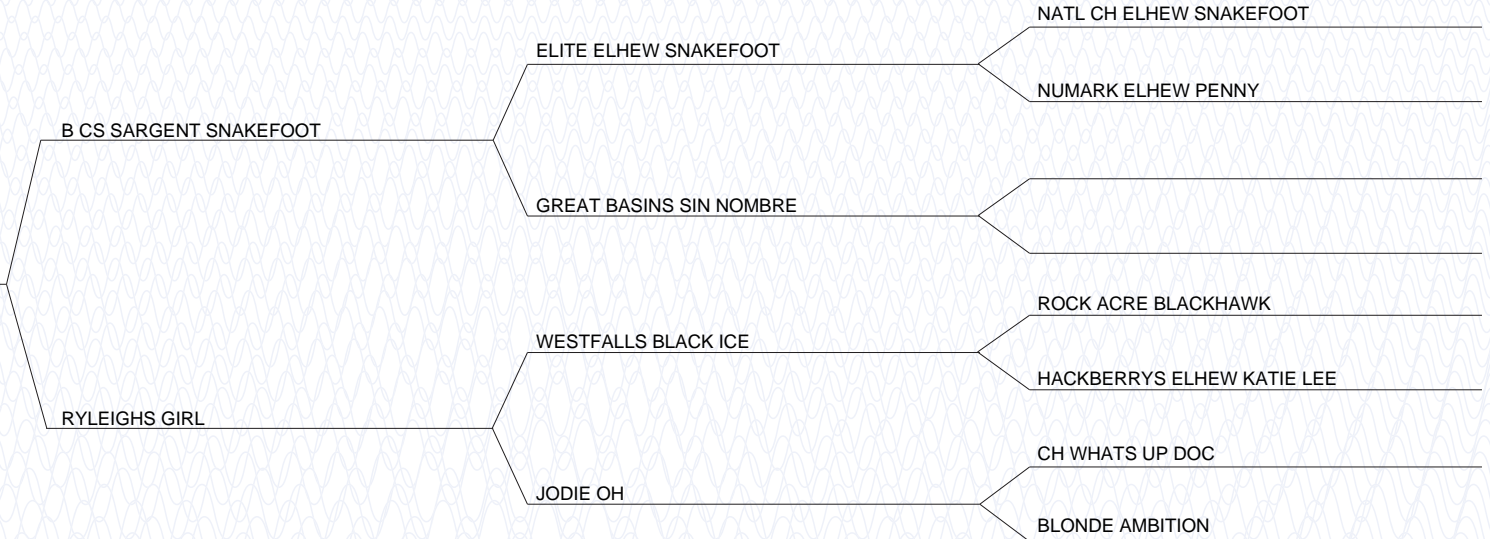 NATL CH ELHEW SNAKEFOOT
ELITE ELHEW SNAKEFOOT
NUMARK ELHEW PENNY
B CS SARGENT SNAKEFOOT
GREAT BASINS SIN NOMBRE
ROCK ACRE BLACKHAWK
WESTFALLS BLACK ICE
HACKBERRYS ELHEW KATIE LEE
RYLEIGHS GIRL
CH WHATS UP DOC
JODIE OH
BLONDE AMBITION